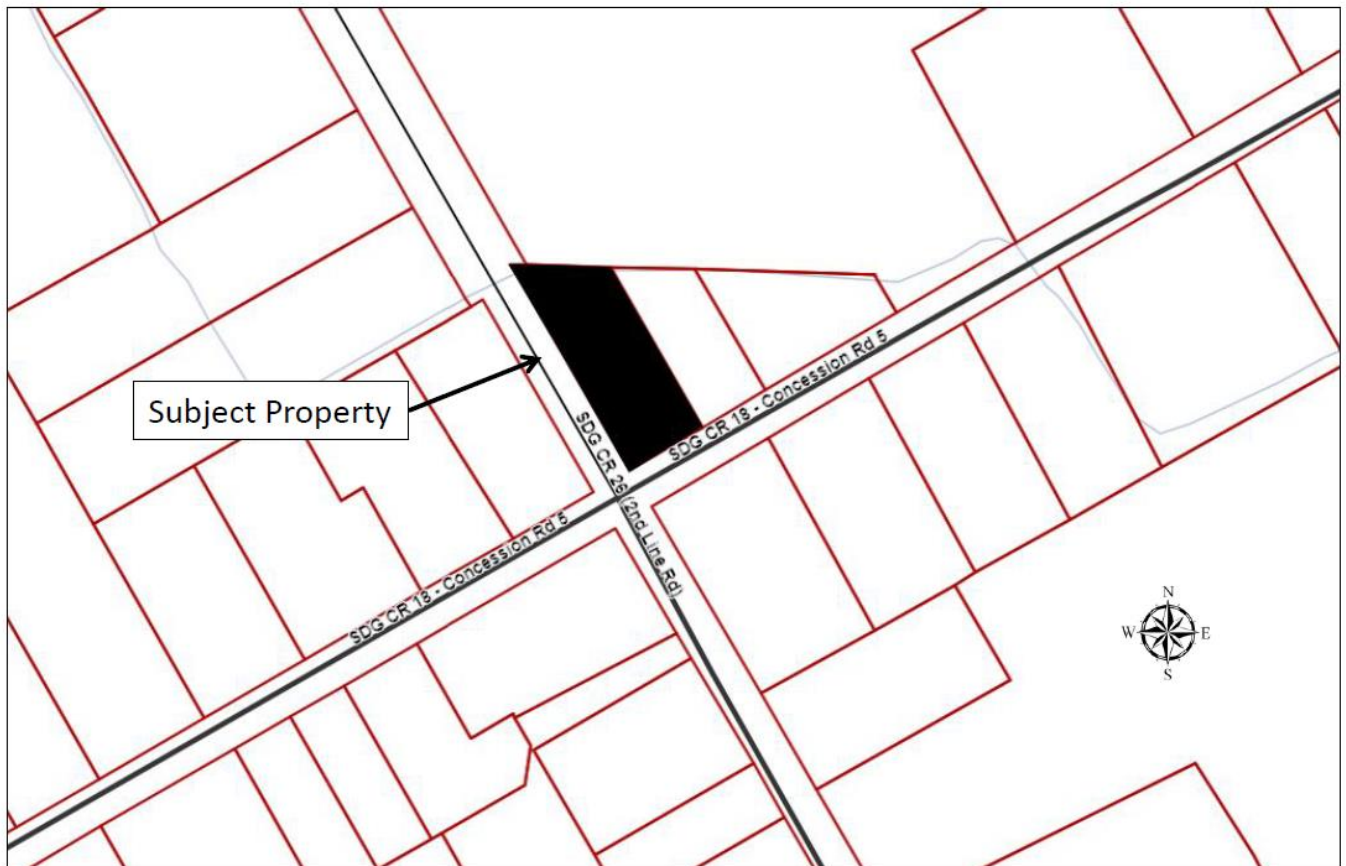 SDG CR 18 - Concession Rd 5
Subject Property
SDG CR 26 (2nd Line Rd)
SDG CR 18 - Concession Rd 5
N
W E
S